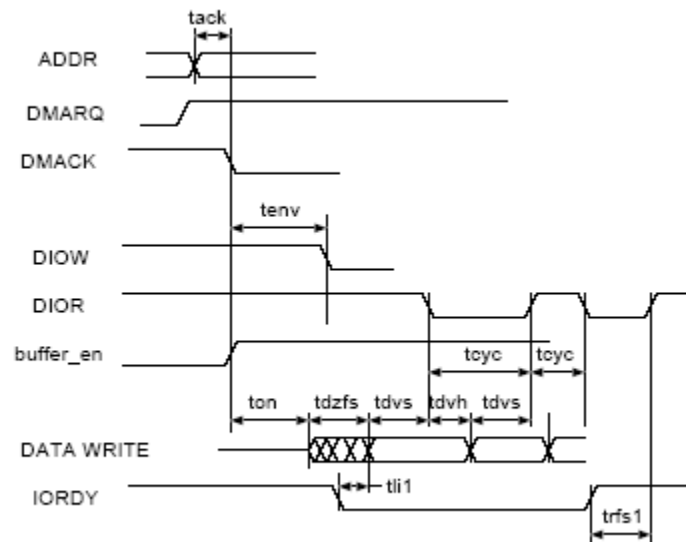 tack
ADDR
DMARQ
DMACK
tenv
DIOW
DIOR
buffer_en
tcyc tcyc
ton tdzfs tdvs tdvh tdvs
DATA WRITE
tli1
IORDY
trfs1